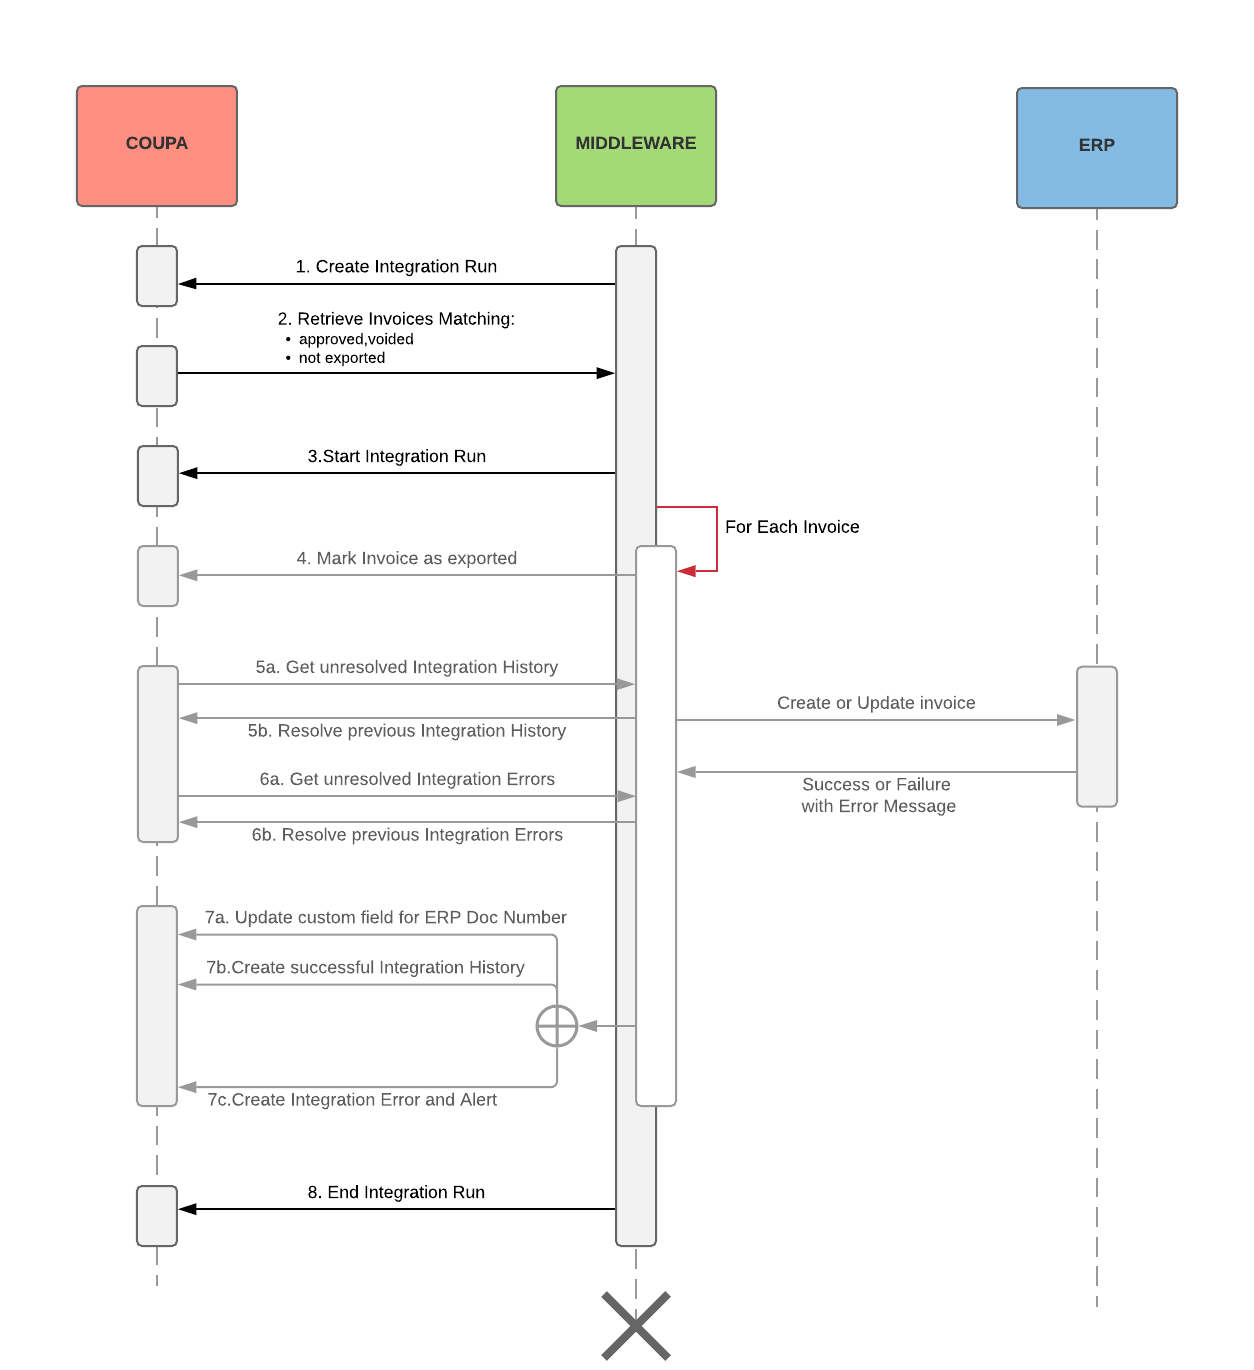 COUPA
MIDDLEWARE
ERP
1. Create Integration Run
2. Retrieve Invoices Matching:
• approved,voided
• not exported
3.Start Integration Run
For Each Invoice
4. Mark Invoice as exported
5a. Get unresolved Integration History
5b. Resolve previous Integration History
Create or Update invoice
6a. Get unresolved Integration Errors
Success or Failure
with Error Message
6b. Resolve previous Integration Errors
7a. Update custom field for ERP Doc Number
7b.Create successful Integration History
7c.Create Integration Error and Alert
8. End Integration Run